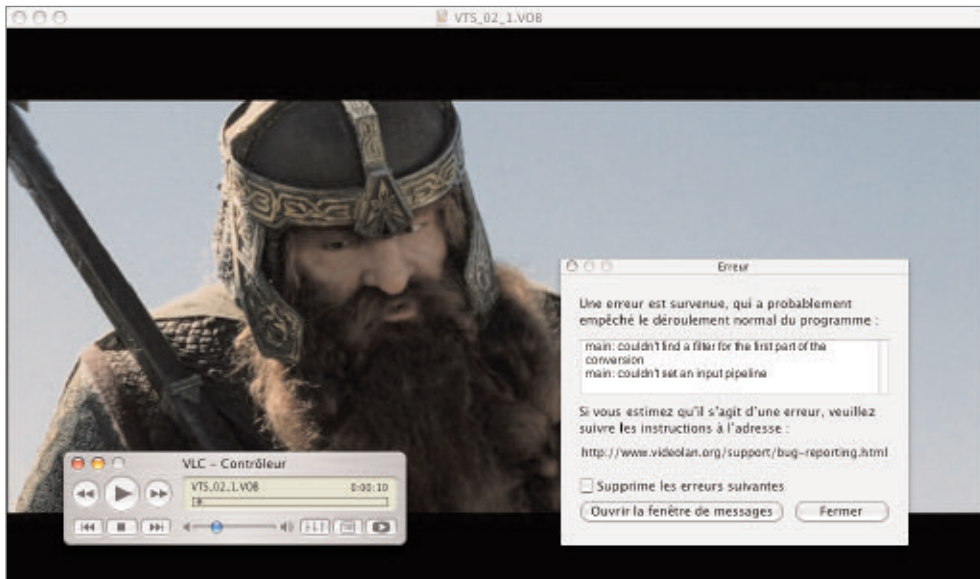 VTS_02_1.VOB
Erreur
Une erreur est survenue, qui a probablement
empêché le déroulement normal du programme :
main: couldn't find a filter for the first part of the
conversion
main: couldn't set an input pipeline
Si vous estimez qu'il s'agit d'une erreur, veuillez
suivre les instructions à l'adresse :
http://www.videolan.org/support/bug-reporting.html
Supprime les erreurs suivantes
Ouvrir la fenêtre de messages
Fermer
VLC – Contrôleur
VTS_02_1.VOB
0:00:10